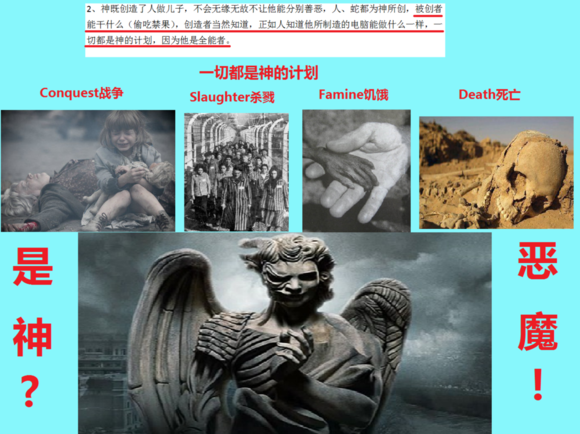 2、神既创造了人做儿子，不会无缘无故不让他能分别善恶，人、蛇都为神所创，被创者
能干什么（偷吃禁果），创造者当然知道，正如人知道他所制造的电脑能做什么一样，一
切都是神的计划，因为他是全能者。
一切都是神的计划
Conquest战争
Slaughter杀戮
Famine饥饿
Death死亡
是
神
？
恶
魔
！